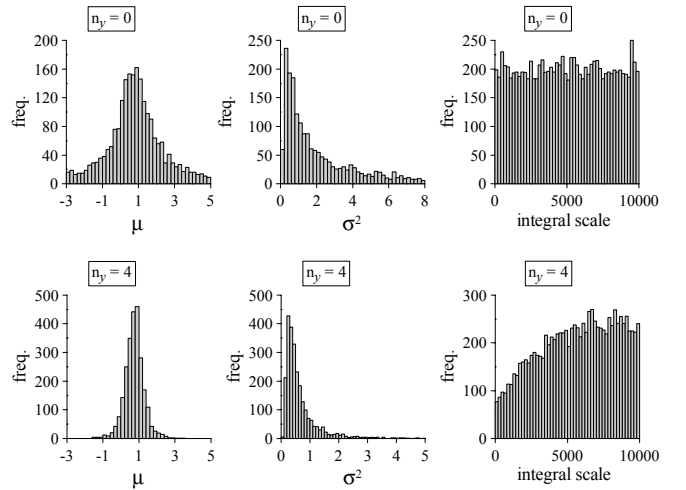 n_y = 0
n_y = 0
n_y = 0
200
160
120
80
40
0
freq.
-3 -1 1 3 5
μ
250
200
150
100
50
0
freq.
0 2 4 6 8
σ²
250
200
150
100
50
0
freq.
0 5000 10000
integral scale
n_y = 4
n_y = 4
n_y = 4
500
400
300
200
100
0
freq.
-3 -1 1 3 5
μ
500
400
300
200
100
0
freq.
0 1 2 3 4 5
σ²
300
200
100
0
freq.
0 5000 10000
integral scale